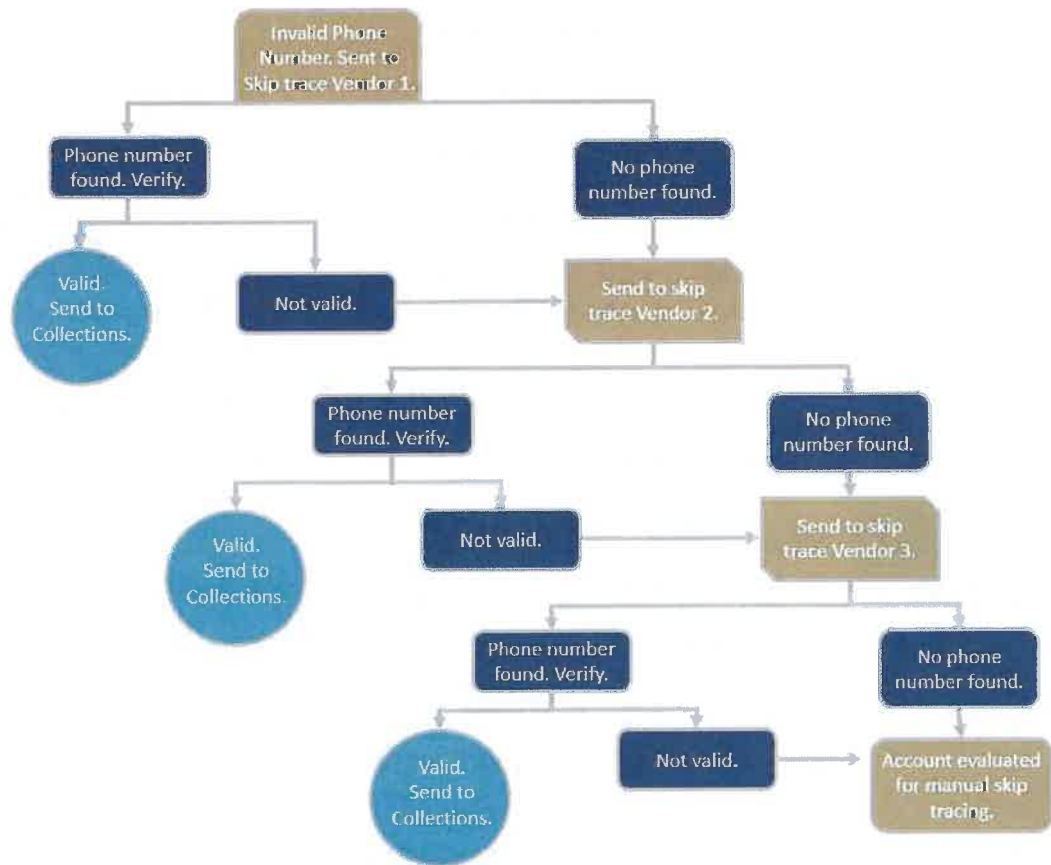 Invalid Phone
Number. Sent to
Skip trace Vendor 1.
Phone number
found. Verify.
No phone
number found.
Valid.
Send to
Collections.
Not valid.
Send to skip
trace Vendor 2.
Phone number
found. Verify.
No phone
number found.
Valid.
Send to
Collections.
Not valid.
Send to skip
trace Vendor 3.
Phone number
found. Verify.
No phone
number found.
Valid.
Send to
Collections.
Not valid.
Account evaluated
for manual skip
tracing.